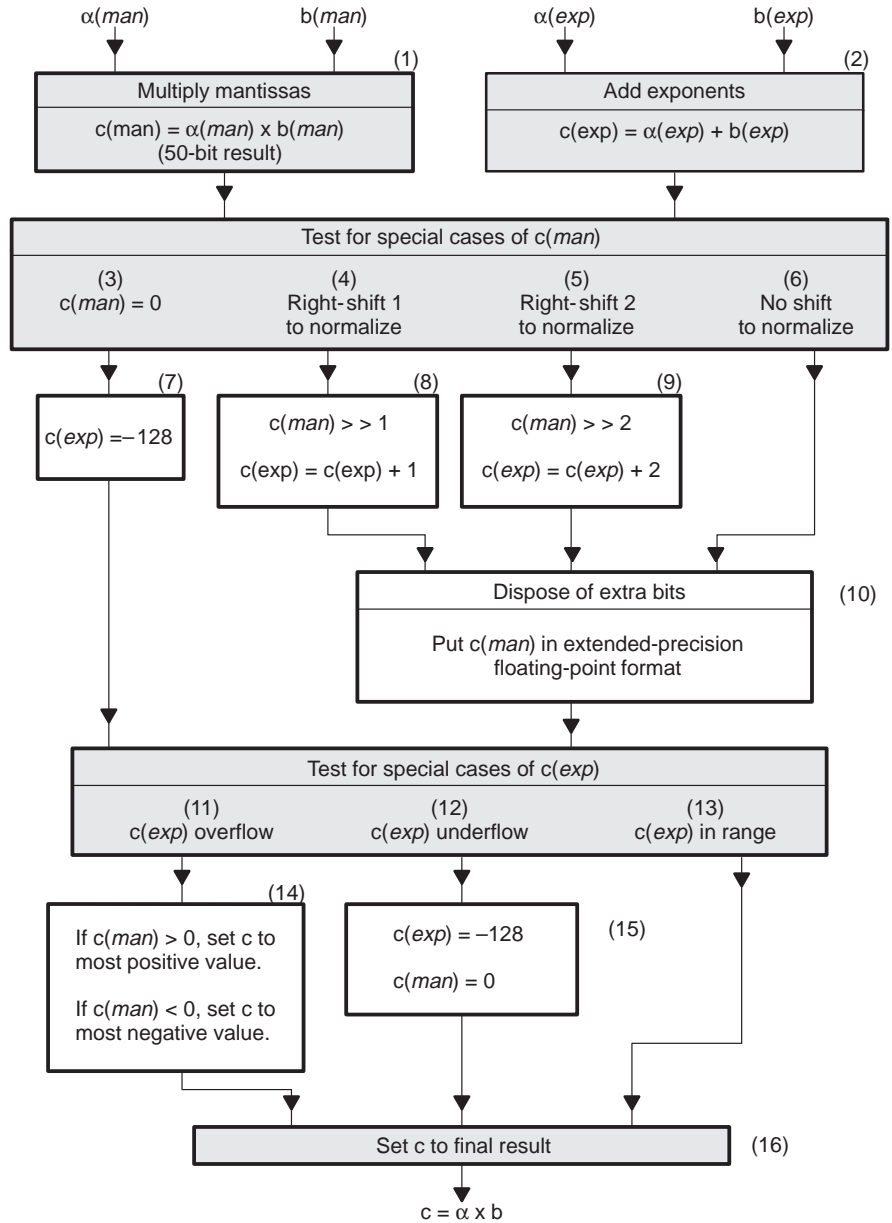 α(man) b(man) α(exp) b(exp)
(1)
Multiply mantissas
c(man) = α(man) x b(man)
(50-bit result)
(2)
Add exponents
c(exp) = α(exp) + b(exp)
Test for special cases of c(man)
(3)
c(man) = 0
(4)
Right-shift 1
to normalize
(5)
Right-shift 2
to normalize
(6)
No shift
to normalize
(7)
c(exp) =–128
(8)
c(man) > > 1
c(exp) = c(exp) + 1
(9)
c(man) > > 2
c(exp) = c(exp) + 2
Dispose of extra bits
(10)
Put c(man) in extended-precision
floating-point format
Test for special cases of c(exp)
(11)
c(exp) overflow
(12)
c(exp) underflow
(13)
c(exp) in range
(14)
If c(man) > 0, set c to
most positive value.
If c(man) < 0, set c to
most negative value.
c(exp) = –128
c(man) = 0
(15)
Set c to final result
(16)
c = α x b